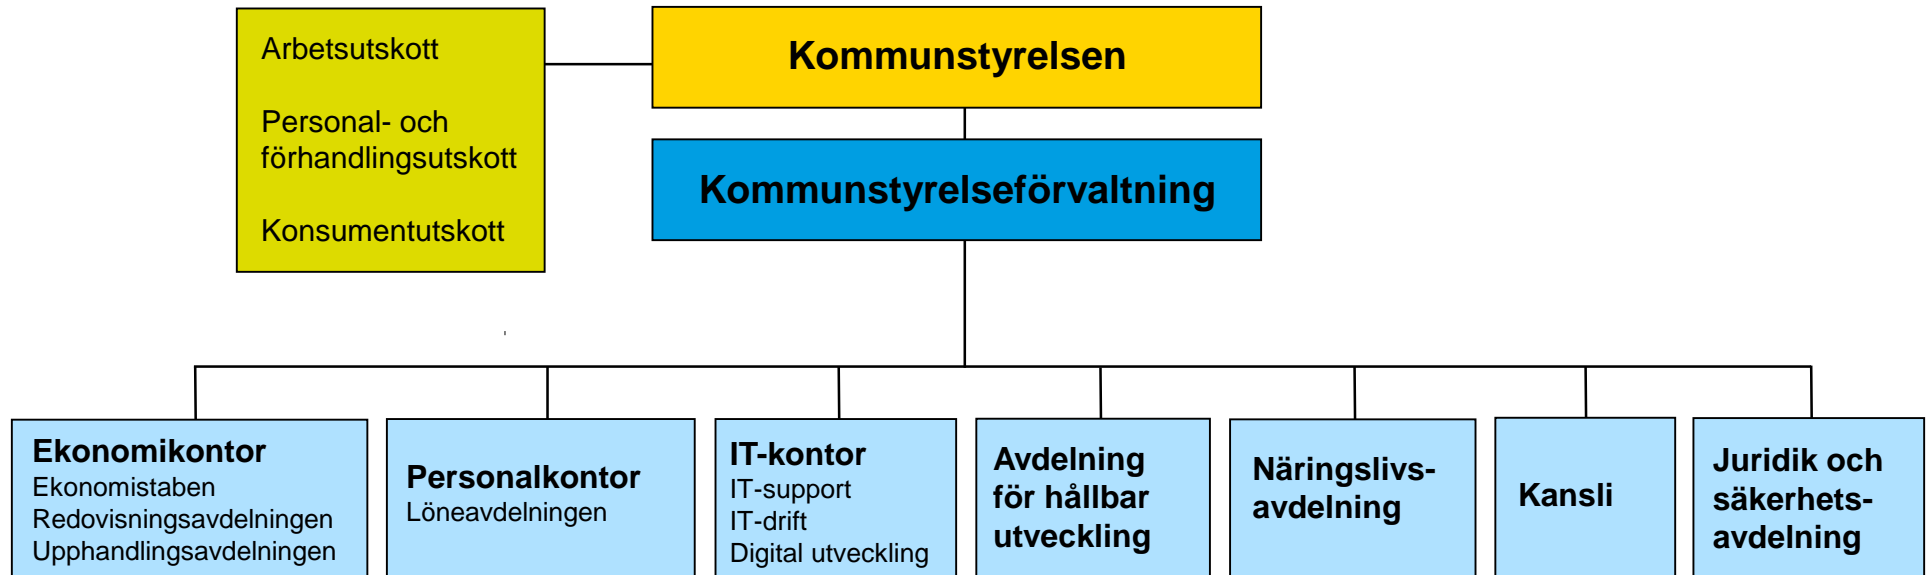 Arbetsutskott
Personal- och
förhandlingsutskott
Konsumentutskott
Kommunstyrelsen
Kommunstyrelseförvaltning
Ekonomikontor
Ekonomistaben
Redovisningsavdelningen
Upphandlingsavdelningen
Personalkontor
Löneavdelningen
IT-kontor
IT-support
IT-drift
Digital utveckling
Avdelning
för hållbar
utveckling
Näringslivs-
avdelning
Kansli
Juridik och
säkerhets-
avdelning